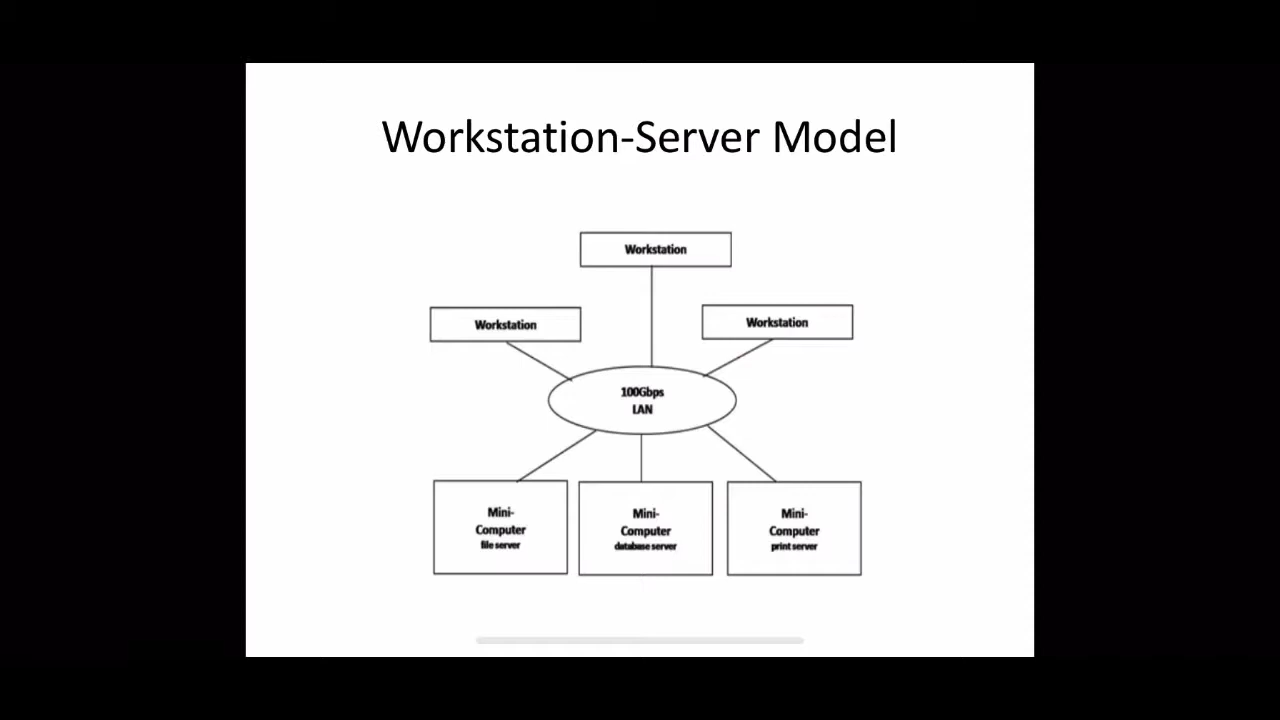 Workstation-Server Model
Workstation
Workstation
Workstation
100Gbps
LAN
Mini-
Computer
file server
Mini-
Computer
database server
Mini-
Computer
print server